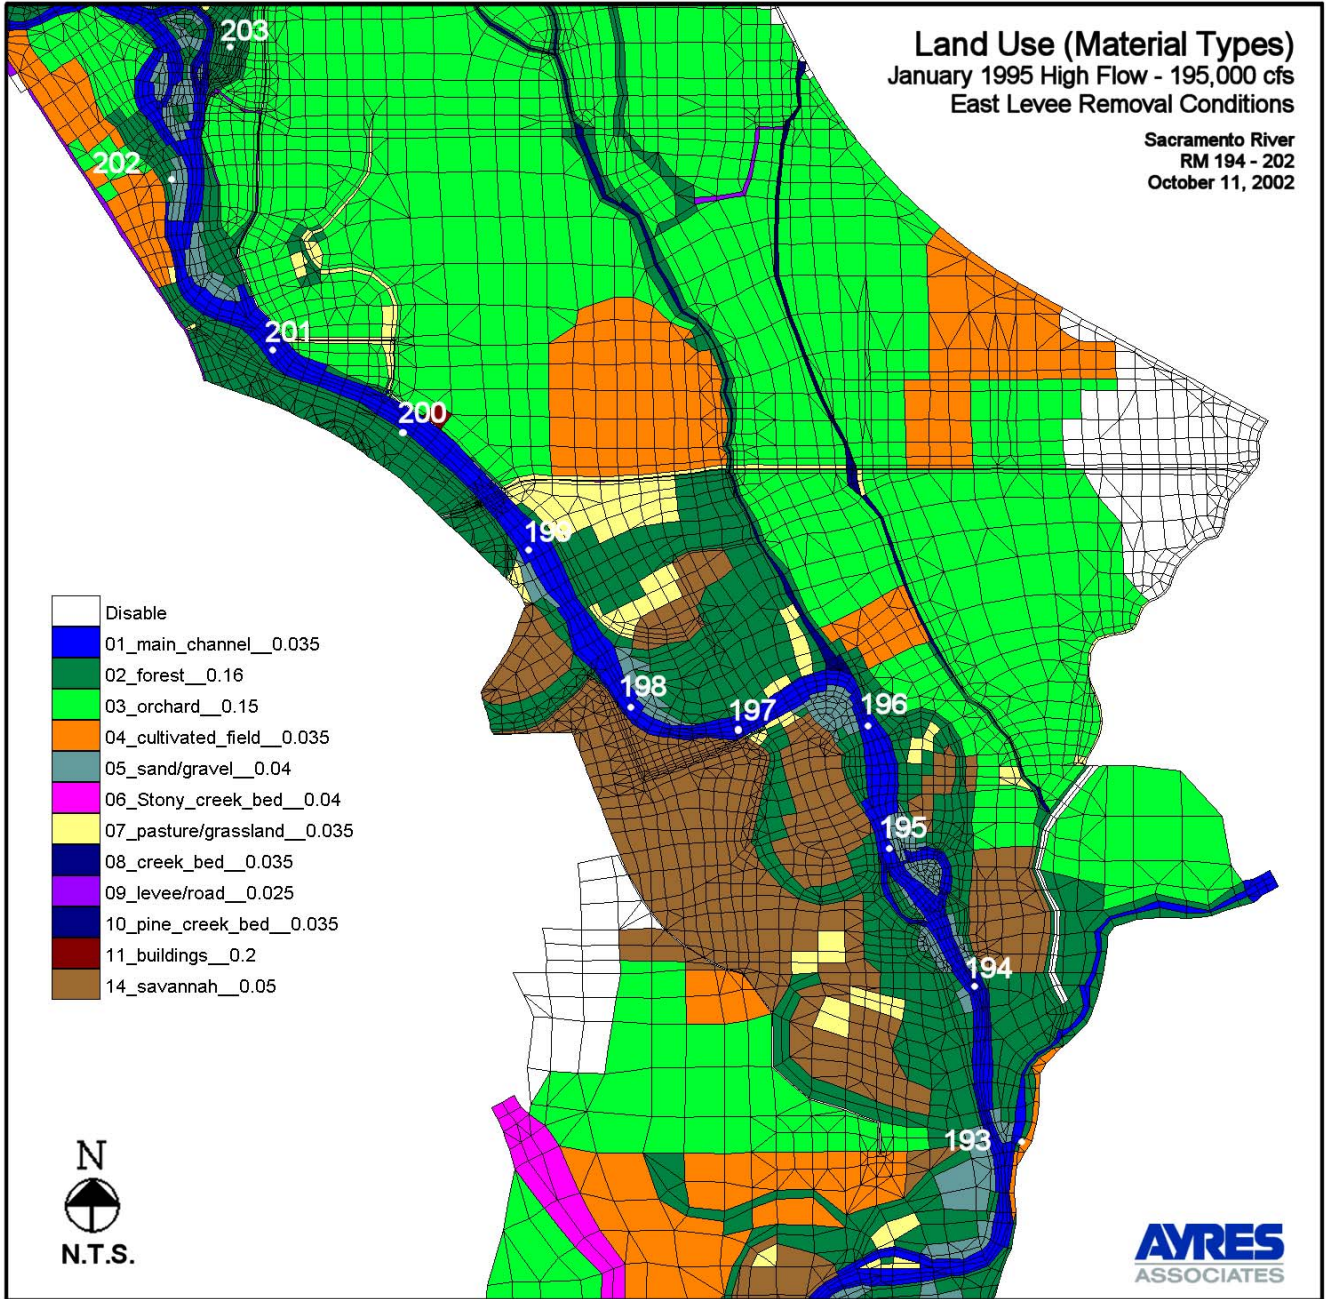 Land Use (Material Types)
January 1995 High Flow - 195,000 cfs
East Levee Removal Conditions
Sacramento River
RM 194 - 202
October 11, 2002
203
202
201
200
199
198
197
196
195
194
193
Disable
01_main_channel__0.035
02_forest__0.16
03_orchard__0.15
04_cultivated_field__0.035
05_sand/gravel__0.04
06_Stony_creek_bed__0.04
07_pasture/grassland__0.035
08_creek_bed__0.035
09_levee/road__0.025
10_pine_creek_bed__0.035
11_buildings__0.2
14_savannah__0.05
N
N.T.S.
AYRES
ASSOCIATES